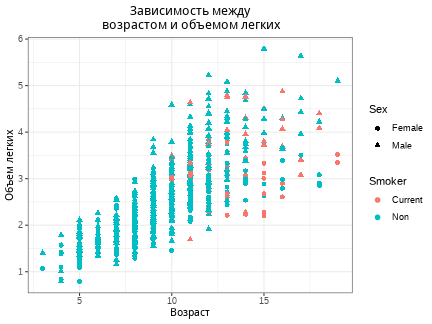 Зависимость между
возрастом и объемом легких
Объем легких
6
5
4
3
2
1
5
10
15
Возраст
Sex
Female
Male
Smoker
Current
Non